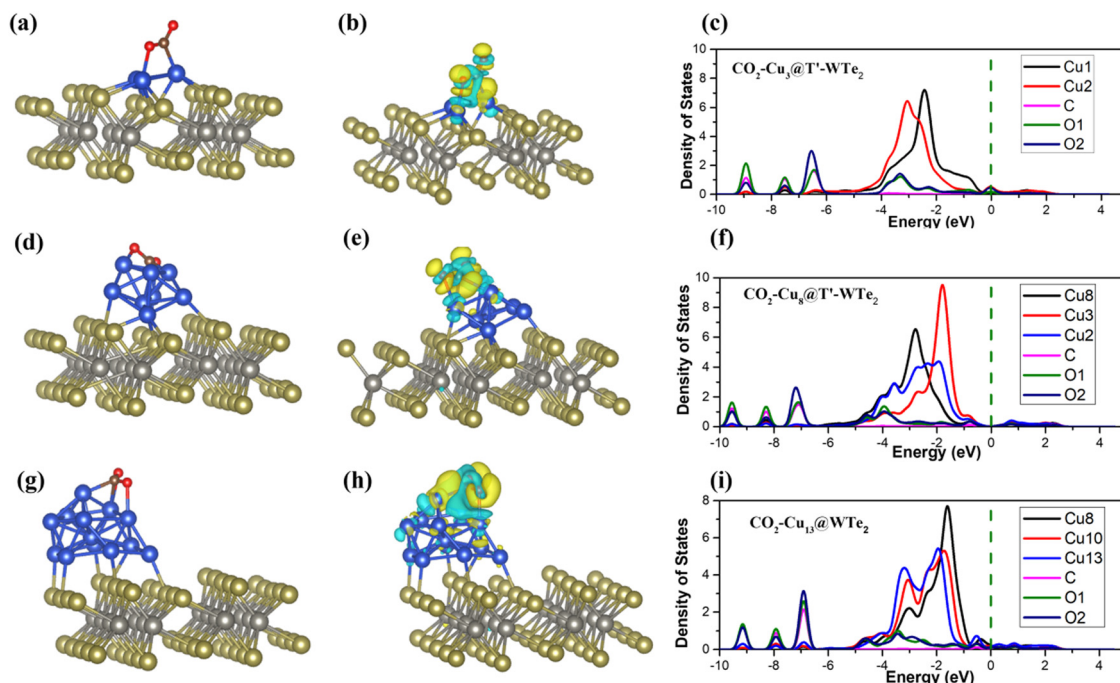 (a)
(b)
(c)
Density of States
10
8
6
4
2
0
CO2-Cu3@T'-WTe2
Cu1
Cu2
C
O1
O2
-10 -8 -6 -4 -2 0 2 4
Energy (eV)
(d)
(e)
(f)
Density of States
10
8
6
4
2
0
CO2-Cu8@T'-WTe2
Cu8
Cu3
Cu2
C
O1
O2
-10 -8 -6 -4 -2 0 2 4
Energy (eV)
(g)
(h)
(i)
Density of States
8
6
4
2
0
CO2-Cu13@WTe2
Cu8
Cu10
Cu13
C
O1
O2
-10 -8 -6 -4 -2 0 2 4
Energy (eV)